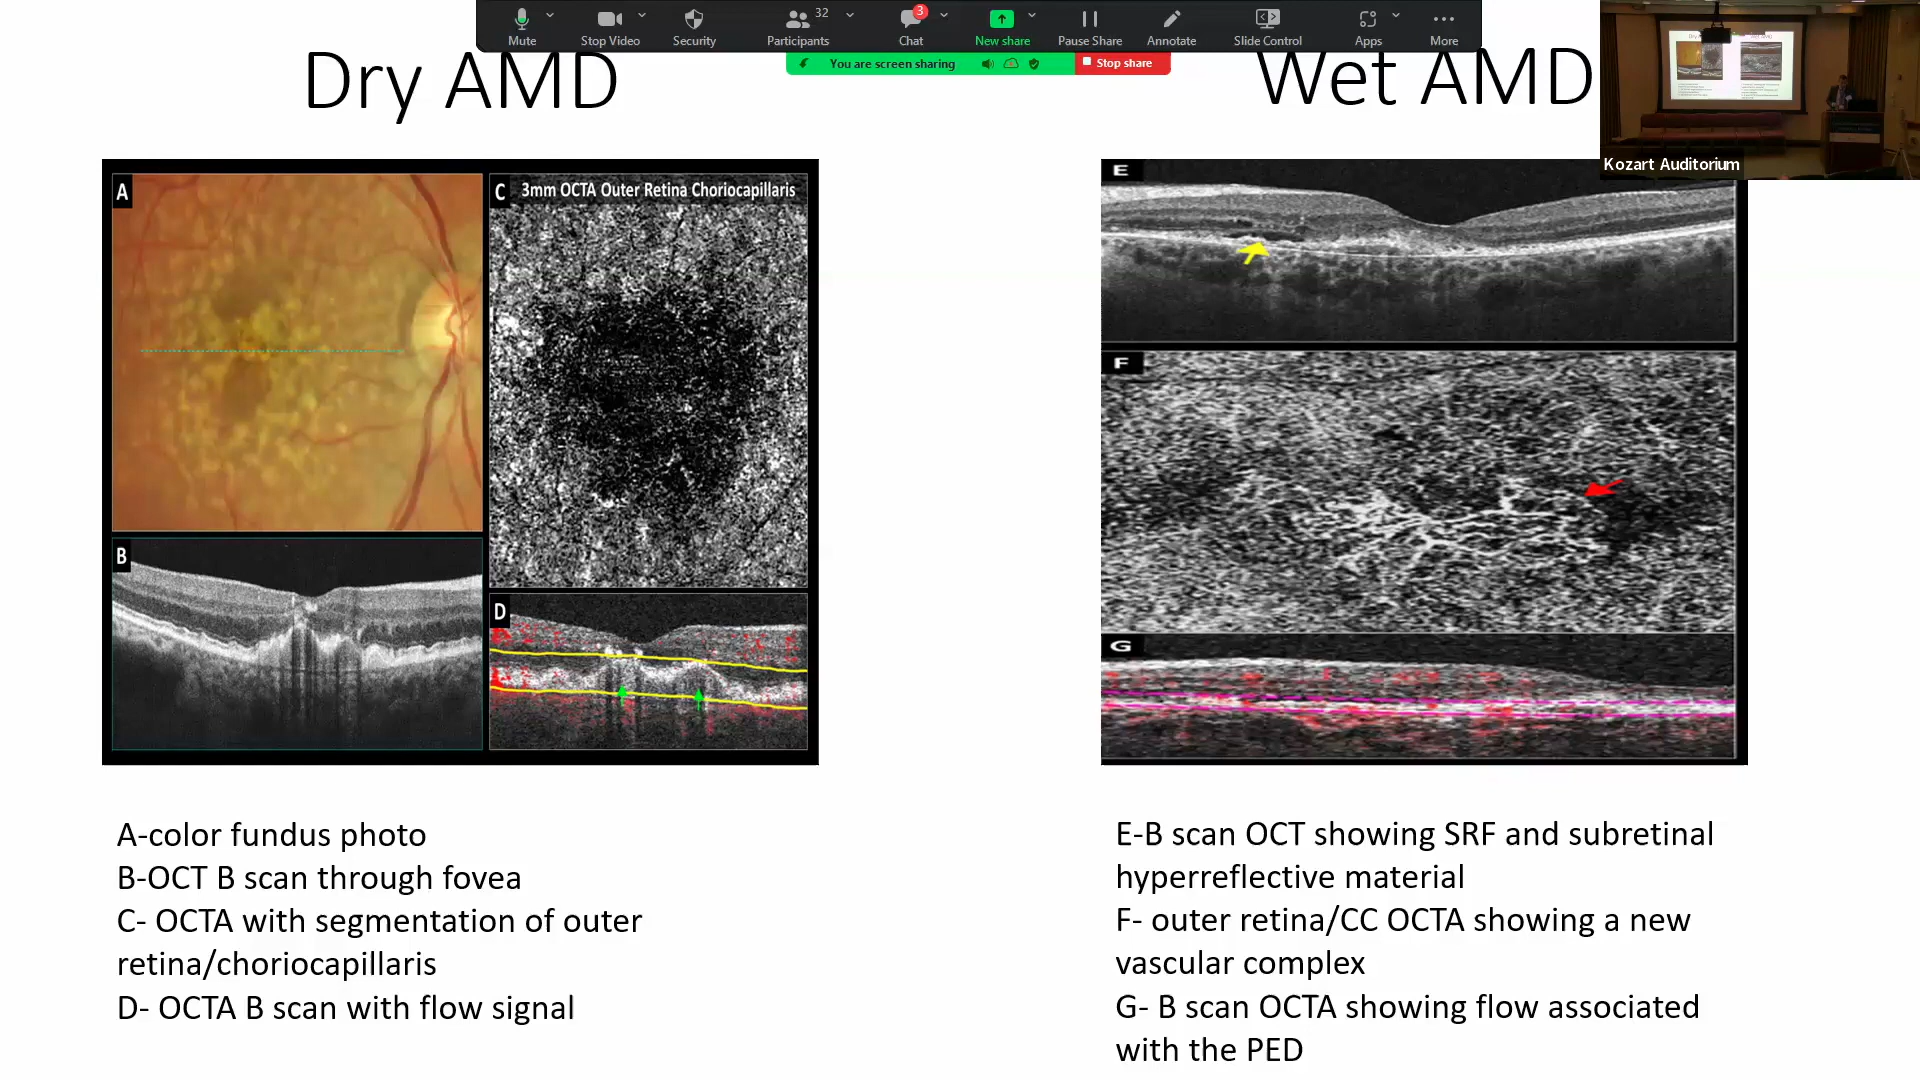 32
3
Mute
Stop Video
Security
Participants
Chat
New share
Pause Share
Annotate
Slide Control
Apps
More
You are screen sharing
Stop share
Kozart Auditorium
Dry AMD
Wet AMD
A
C
3mm OCTA Outer Retina Choriocapillaris
B
D
E
F
G
A-color fundus photo
B-OCT B scan through fovea
C- OCTA with segmentation of outer
retina/choriocapillaris
D- OCTA B scan with flow signal
E-B scan OCT showing SRF and subretinal
hyperreflective material
F- outer retina/CC OCTA showing a new
vascular complex
G- B scan OCTA showing flow associated
with the PED